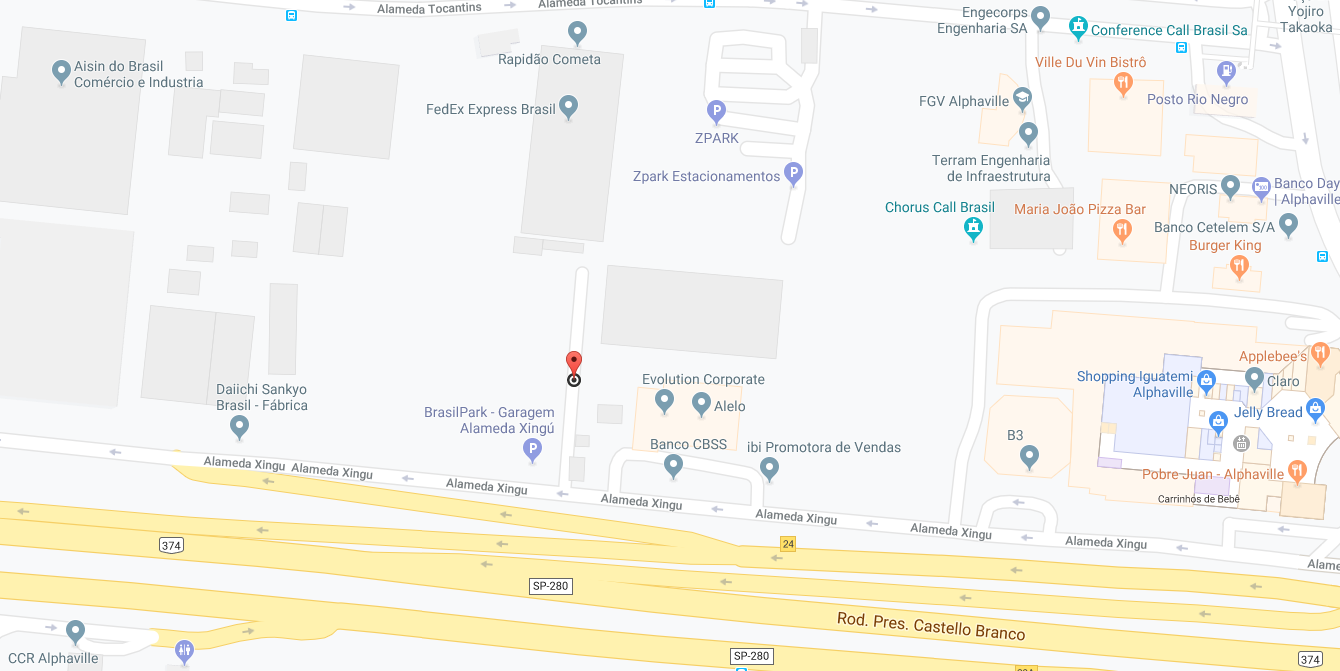 Alameda Tocantins
Alameda Tocantins
Engecorps
Engenharia SA
Conference Call Brasil Sa
Yojiro
Takaoka
Rapidão Cometa
Aisin do Brasil
Comércio e Industria
Ville Du Vin Bistrô
FedEx Express Brasil
FGV Alphaville
Posto Rio Negro
P
ZPARK
Terram Engenharia
de Infraestrutura
Zpark Estacionamentos
P
NEORIS
Banco Day
| Alphaville
Chorus Call Brasil
Maria João Pizza Bar
Banco Cetelem S/A
Burger King
Applebee's
Shopping Iguatemi
Alphaville
Claro
Evolution Corporate
Alelo
Daiichi Sankyo
Brasil - Fábrica
BrasilPark - Garagem
Alameda Xingú
P
Jelly Bread
B3
Banco CBSS
ibi Promotora de Vendas
Pobre Juan - Alphaville
Carrinhos de Bebê
Alameda Xingu
Alameda Xingu
Alameda Xingu
Alameda Xingu
Alameda Xingu
Alameda Xingu
Alameda Xingu
Alame
374
24
SP-280
Rod. Pres. Castello Branco
CCR Alphaville
SP-280
374